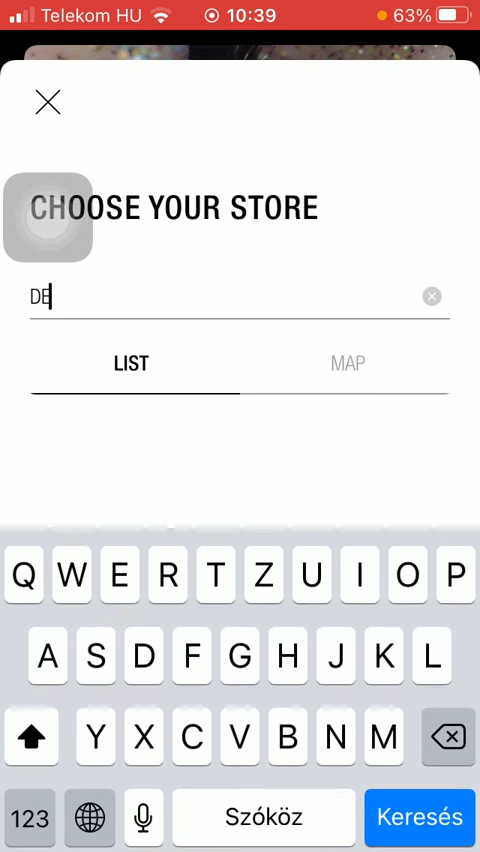 Telekom HU 10:39 63%
CHOOSE YOUR STORE
DE
LIST MAP
Q W E R T Z U I O P
A S D F G H J K L
Y X C V B N M
123 Szóköz Keresés